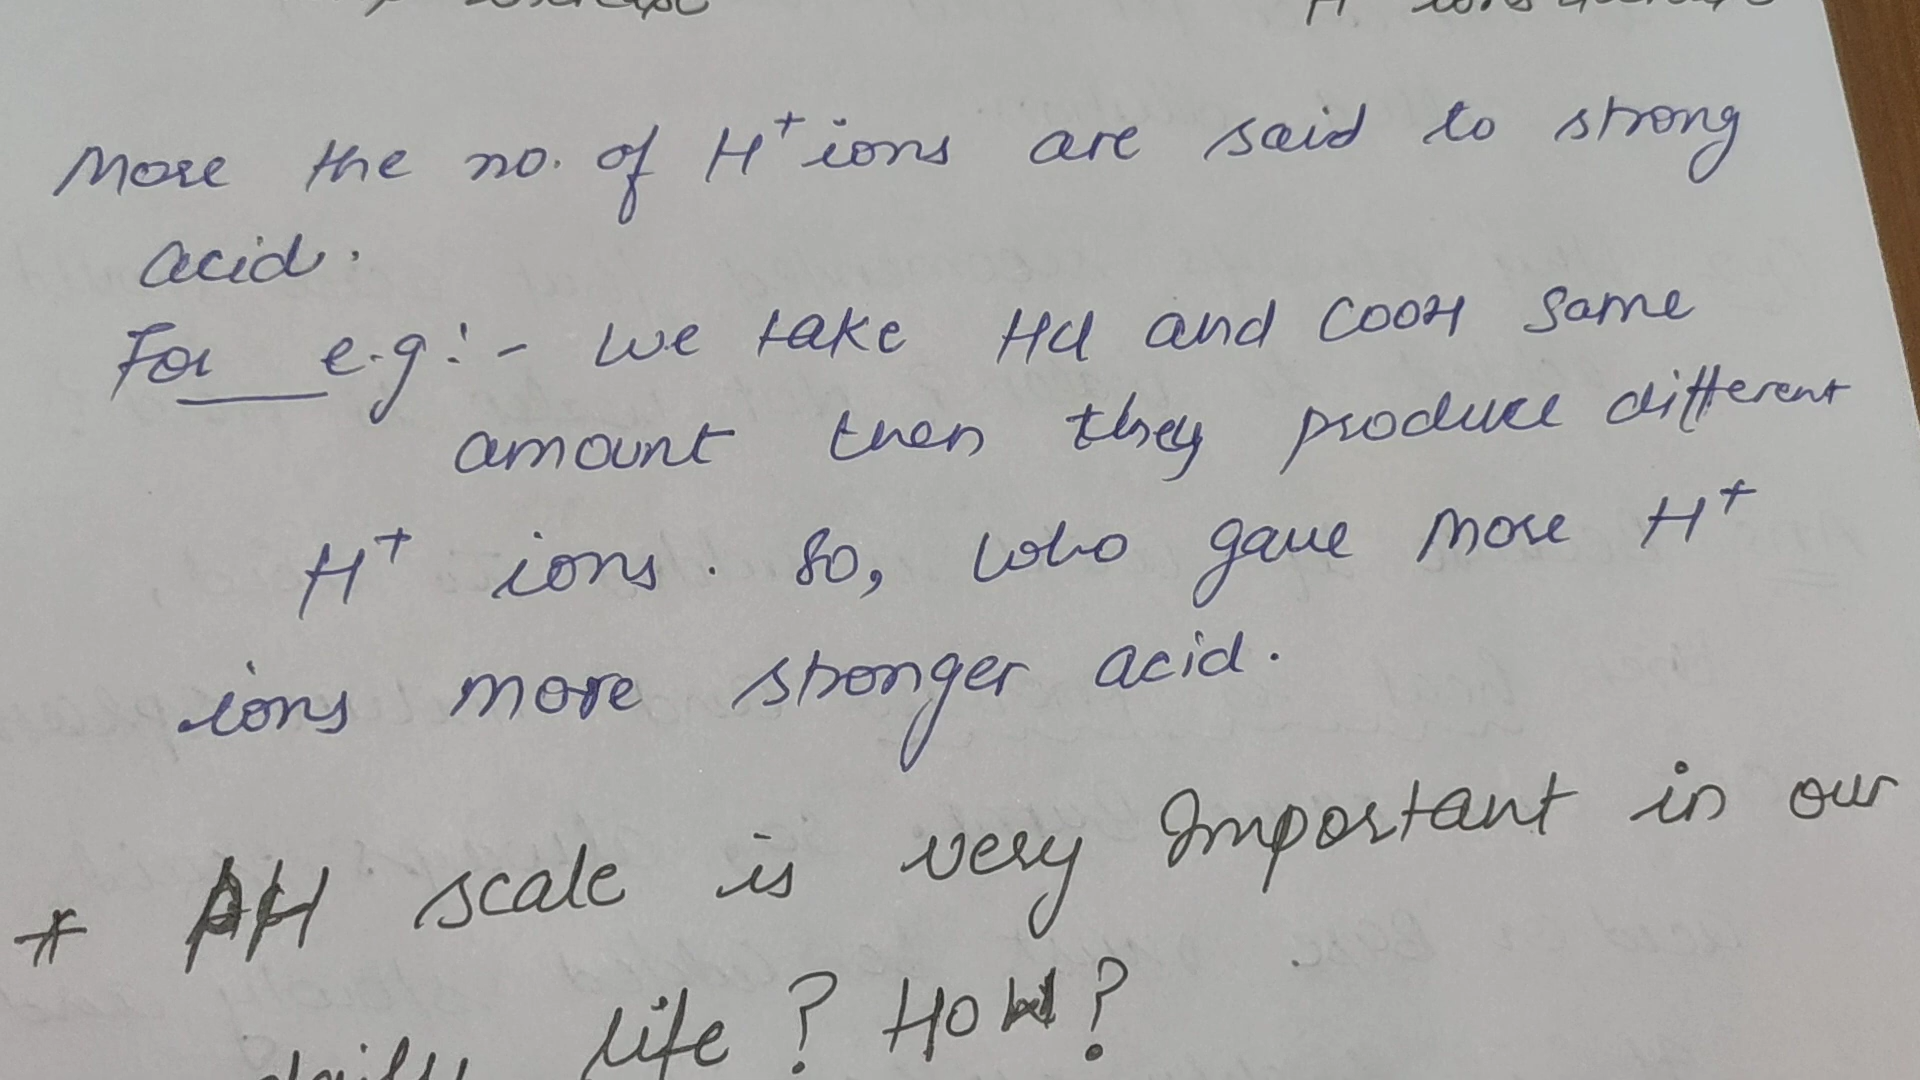 More the no. of H⁺ ions are said to strong
acid.
For e.g:- We take HCl and COOH same
amount then they produce different
H⁺ ions. So, who gave more H⁺
ions more stronger acid.
* PH scale is very Important in our
daily life? How?